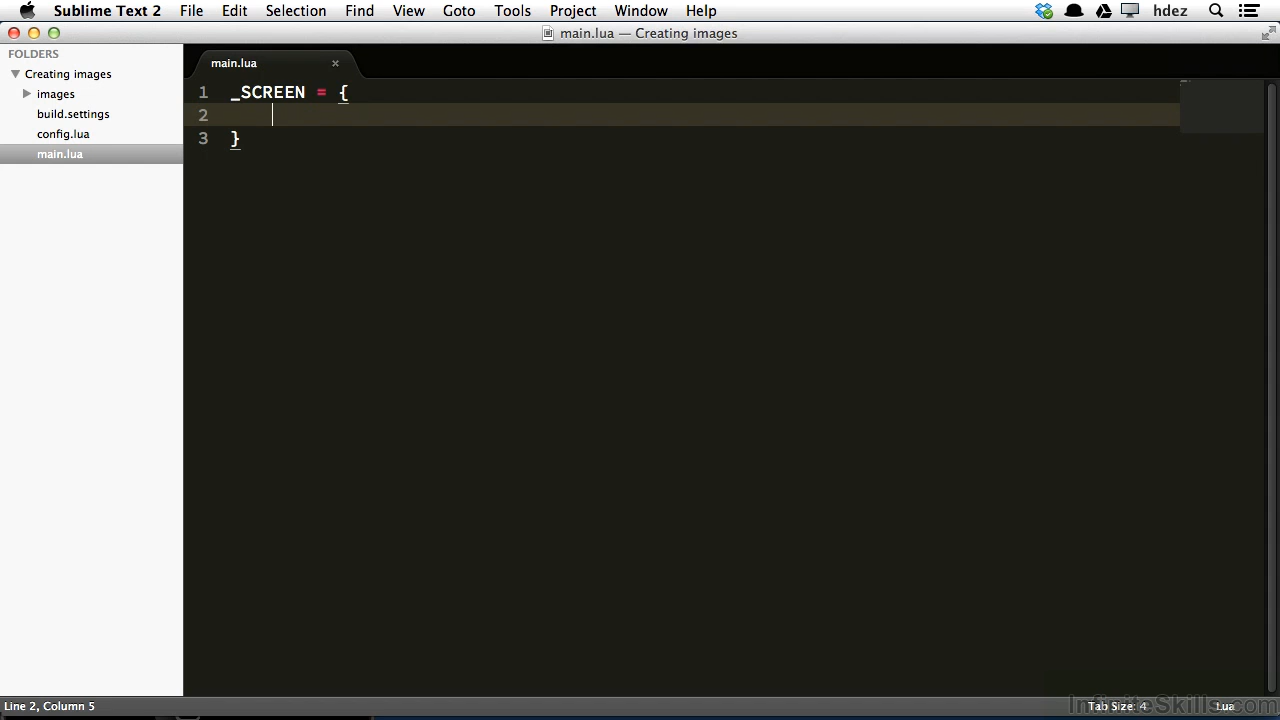 Sublime Text 2 File Edit Selection Find View Goto Tools Project Window Help hdez
main.lua — Creating images
FOLDERS
Creating images
images
build.settings
config.lua
main.lua
main.lua ×
1 _SCREEN = {
2
3 }
Line 2, Column 5 Tab Size: 4 Lua
InfiniteSkills.com